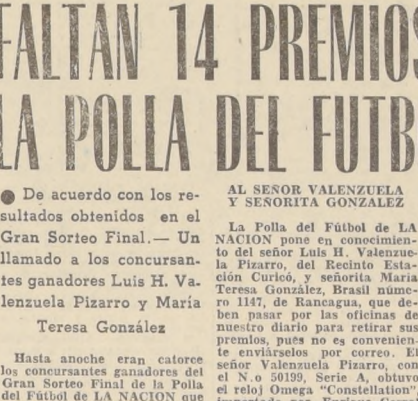 FALTAN 14 PREMIOS
LA POLLA DEL FUTB
● De acuerdo con los re-
sultados obtenidos en el
Gran Sorteo Final.— Un
llamado a los concursan-
tes ganadores Luis H. Va-
lenzuela Pizarro y María
Teresa González
Hasta anoche eran catorce
los concursantes ganadores del
Gran Sorteo Final de la Polla
del Fútbol de LA NACION que
AL SEÑOR VALENZUELA
Y SEÑORITA GONZALEZ
La Polla del Fútbol de LA
NACION pone en conocimien-
to del señor Luis H. Valenzue-
la Pizarro, del Recinto Esta-
ción Curicó, y señorita María
Teresa González, Brasil núme-
ro 1147, de Rancagua, que de-
ben pasar por las oficinas de
nuestro diario para retirar sus
premios, pues no es convenien-
te enviárselos por correo. El
señor Valenzuela Pizarro, con
el N.o 50199, Serie A, obtuvo
el reloj Omega "Constellation",